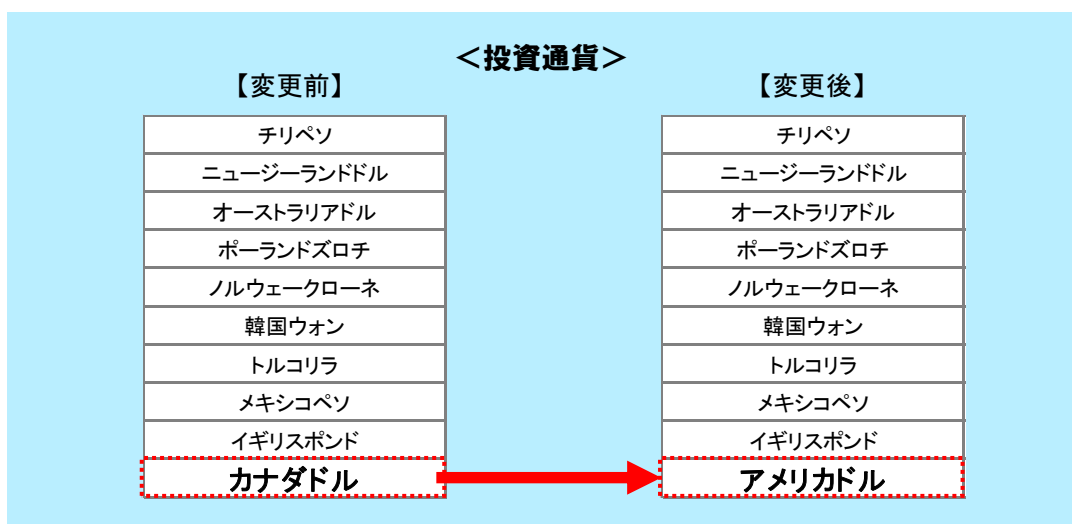 ＜投資通貨＞
【変更前】
チリペソ
ニュージーランドドル
オーストラリアドル
ポーランドズロチ
ノルウェークローネ
韓国ウォン
トルコリラ
メキシコペソ
イギリスポンド
カナダドル
【変更後】
チリペソ
ニュージーランドドル
オーストラリアドル
ポーランドズロチ
ノルウェークローネ
韓国ウォン
トルコリラ
メキシコペソ
イギリスポンド
アメリカドル